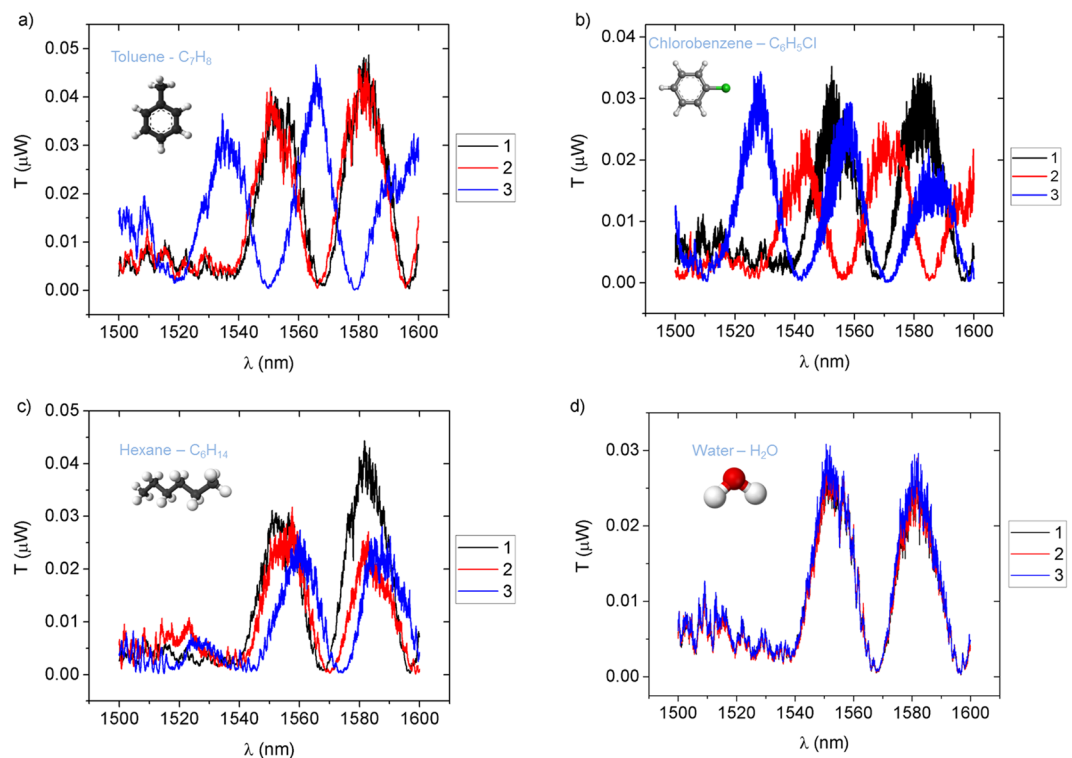 a)
Toluene - C₇H₈
0.05
0.04
0.03
0.02
0.01
0.00
T (μW)
1500 1520 1540 1560 1580 1600
λ (nm)
1
2
3
b)
Chlorobenzene – C₆H₅Cl
0.04
0.03
0.02
0.01
0.00
T (μW)
1500 1520 1540 1560 1580 1600
λ (nm)
1
2
3
c)
Hexane – C₆H₁₄
0.05
0.04
0.03
0.02
0.01
0.00
T (μW)
1500 1520 1540 1560 1580 1600
λ (nm)
1
2
3
d)
Water – H₂O
0.03
0.02
0.01
0.00
T (μW)
1500 1520 1540 1560 1580 1600
λ (nm)
1
2
3